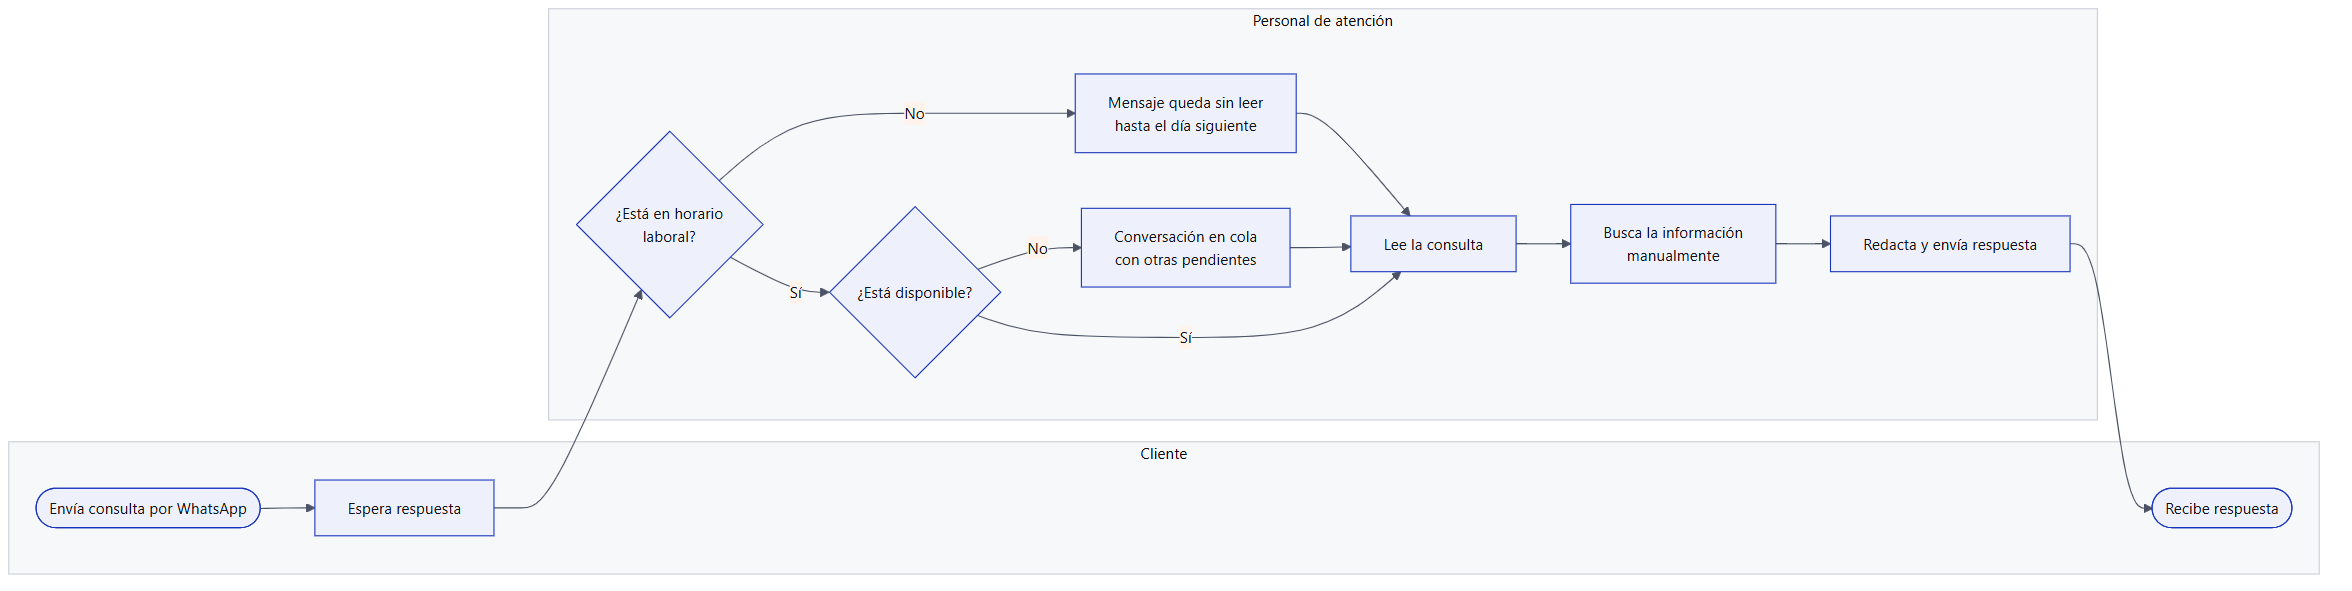 Personal de atención
¿Está en horario
laboral?
No
Mensaje queda sin leer
hasta el día siguiente
Sí
¿Está disponible?
No
Conversación en cola
con otras pendientes
Sí
Lee la consulta
Busca la información
manualmente
Redacta y envía respuesta
Cliente
Envía consulta por WhatsApp
Espera respuesta
Recibe respuesta